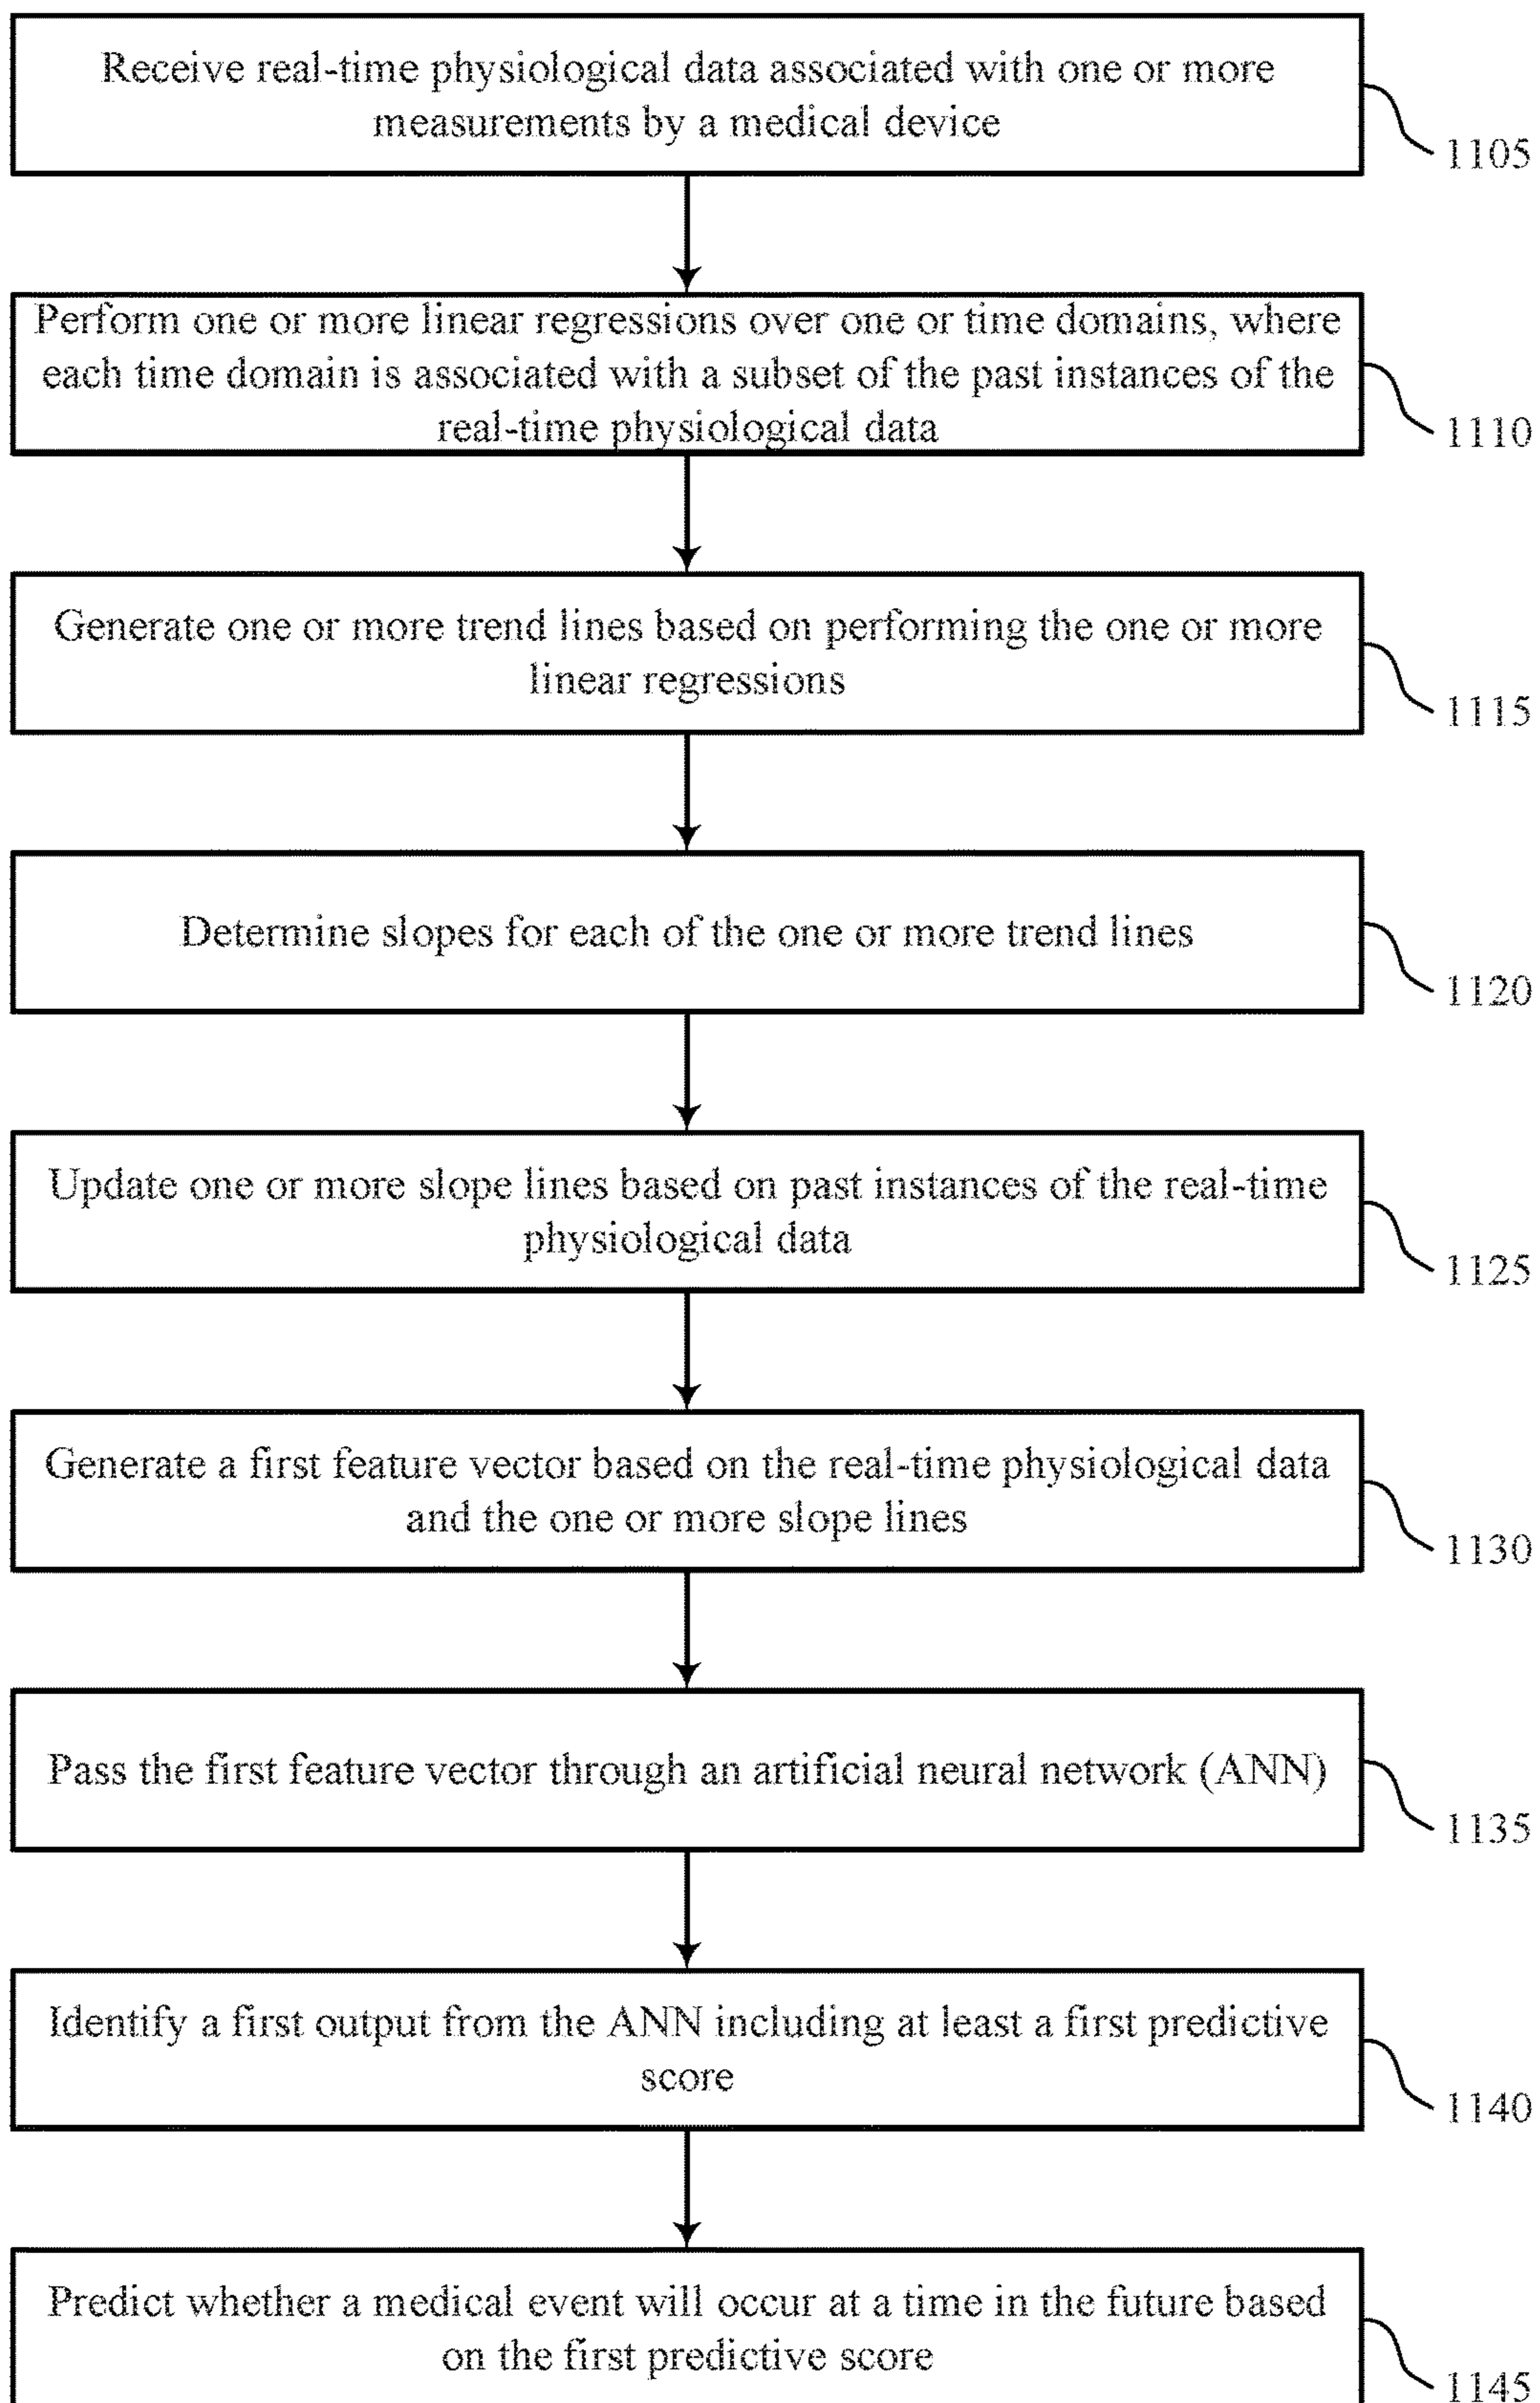 Receive real-time physiological data associated with one or more
measurements by a medical device
1105
Perform one or more linear regressions over one or time domains, where
each time domain is associated with a subset of the past instances of the
real-time physiological data
1110
Generate one or more trend lines based on performing the one or more
linear regressions
1115
Determine slopes for each of the one or more trend lines
1120
Update one or more slope lines based on past instances of the real-time
physiological data
1125
Generate a first feature vector based on the real-time physiological data
and the one or more slope lines
1130
Pass the first feature vector through an artificial neural network (ANN)
1135
Identify a first output from the ANN including at least a first predictive
score
1140
Predict whether a medical event will occur at a time in the future based
on the first predictive score
1145